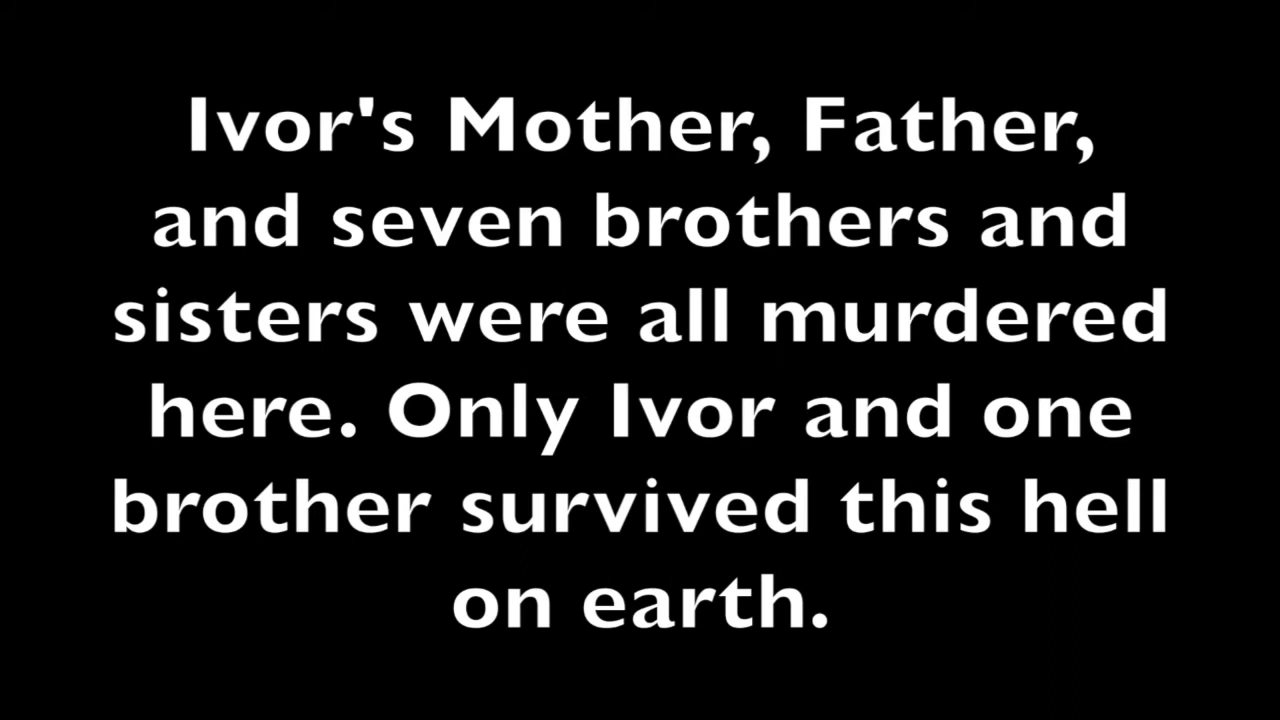 Ivor's Mother, Father,
and seven brothers and
sisters were all murdered
here. Only Ivor and one
brother survived this hell
on earth.